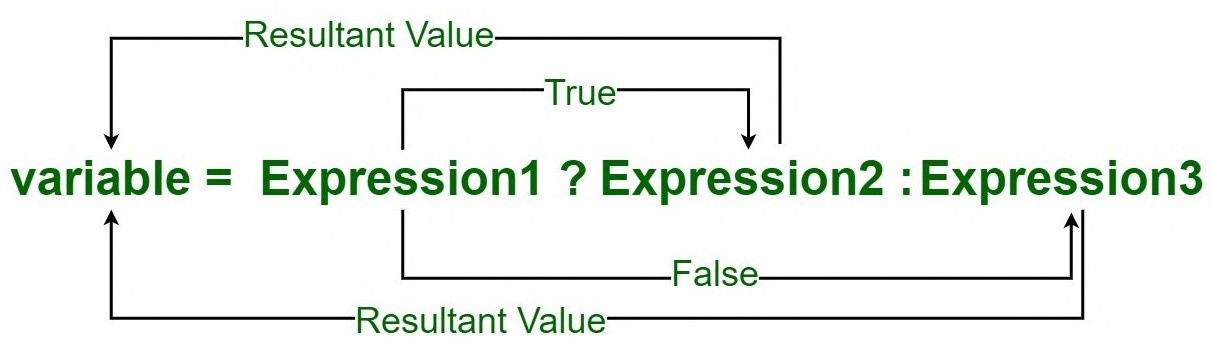 Resultant Value
True
variable = Expression1 ? Expression2 : Expression3
False
Resultant Value